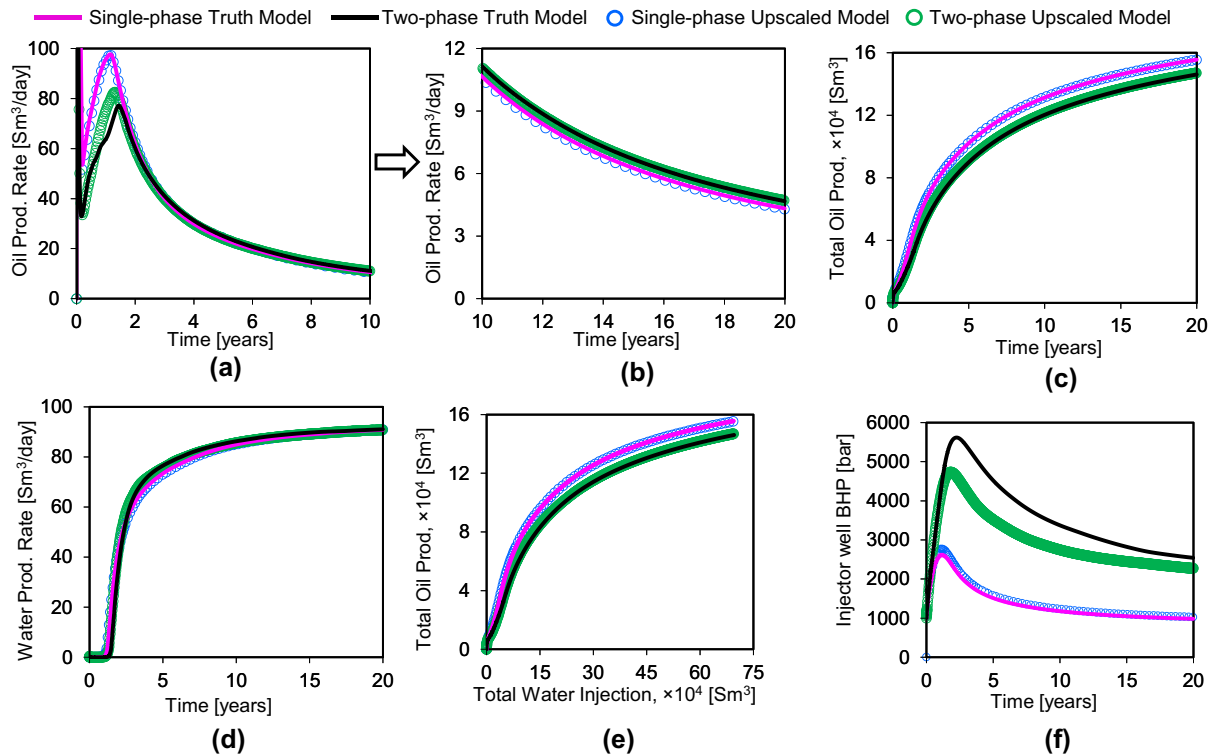 Single-phase Truth Model Two-phase Truth Model Single-phase Upscaled Model Two-phase Upscaled Model
Oil Prod. Rate [Sm³/day]
100
80
60
40
20
0
0 2 4 6 8 10
Time [years]
(a)
Oil Prod. Rate [Sm³/day]
12
9
6
3
0
10 12 14 16 18 20
Time [years]
(b)
Total Oil Prod, ×10⁴ [Sm³]
16
12
8
4
0
0 5 10 15 20
Time [years]
(c)
Water Prod. Rate [Sm³/day]
100
80
60
40
20
0
0 5 10 15 20
Time [years]
(d)
Total Oil Prod, ×10⁴ [Sm³]
16
12
8
4
0
0 15 30 45 60 75
Total Water Injection, ×10⁴ [Sm³]
(e)
Injector well BHP [bar]
6000
5000
4000
3000
2000
1000
0
0 5 10 15 20
Time [years]
(f)